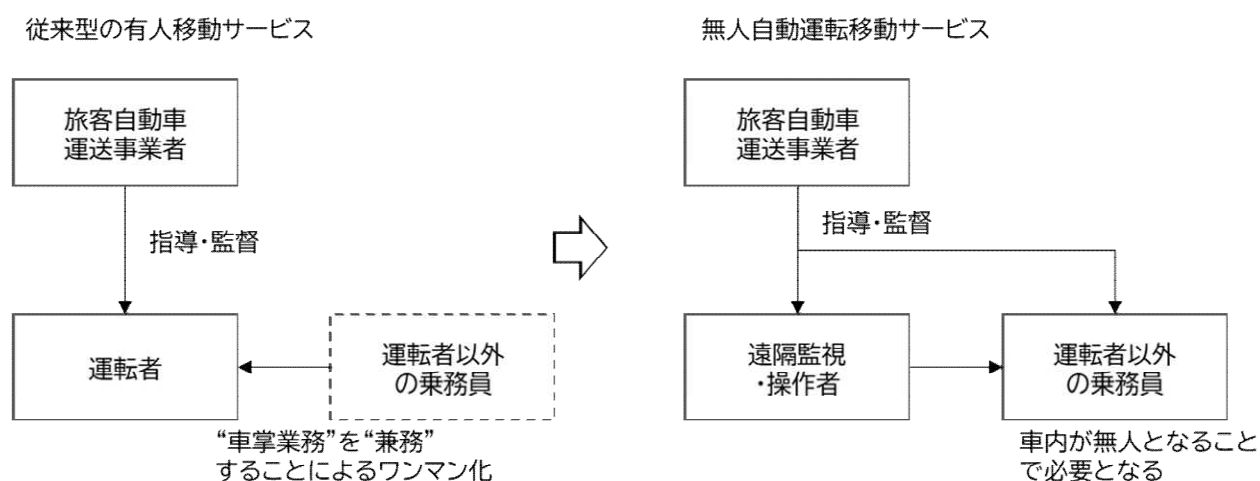 従来型の有人移動サービス
旅客自動車
運送事業者
指導・監督
運転者
運転者以外
の乗務員
“車掌業務”を“兼務”
することによるワンマン化
無人自動運転移動サービス
旅客自動車
運送事業者
指導・監督
遠隔監視
・操作者
運転者以外
の乗務員
車内が無人となること
で必要となる